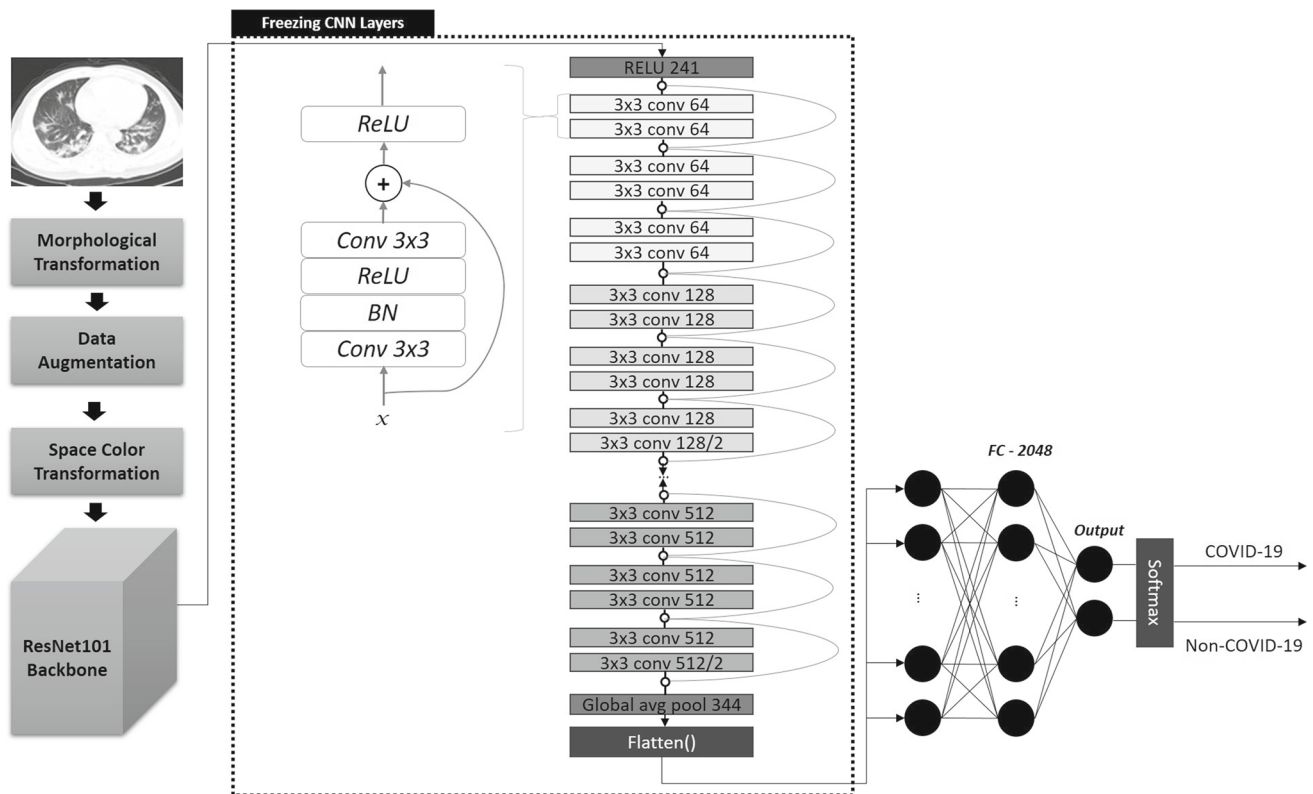 Freezing CNN Layers
Morphological
Transformation
Data
Augmentation
Space Color
Transformation
ResNet101
Backbone
ReLU
+
Conv 3x3
ReLU
BN
Conv 3x3
x
RELU 241
3x3 conv 64
3x3 conv 64
3x3 conv 64
3x3 conv 64
3x3 conv 64
3x3 conv 64
3x3 conv 128
3x3 conv 128
3x3 conv 128
3x3 conv 128
3x3 conv 128
3x3 conv 128/2
...
3x3 conv 512
3x3 conv 512
3x3 conv 512
3x3 conv 512
3x3 conv 512
3x3 conv 512/2
Global avg pool 344
Flatten()
FC - 2048
...
...
Output
Softmax
COVID-19
Non-COVID-19